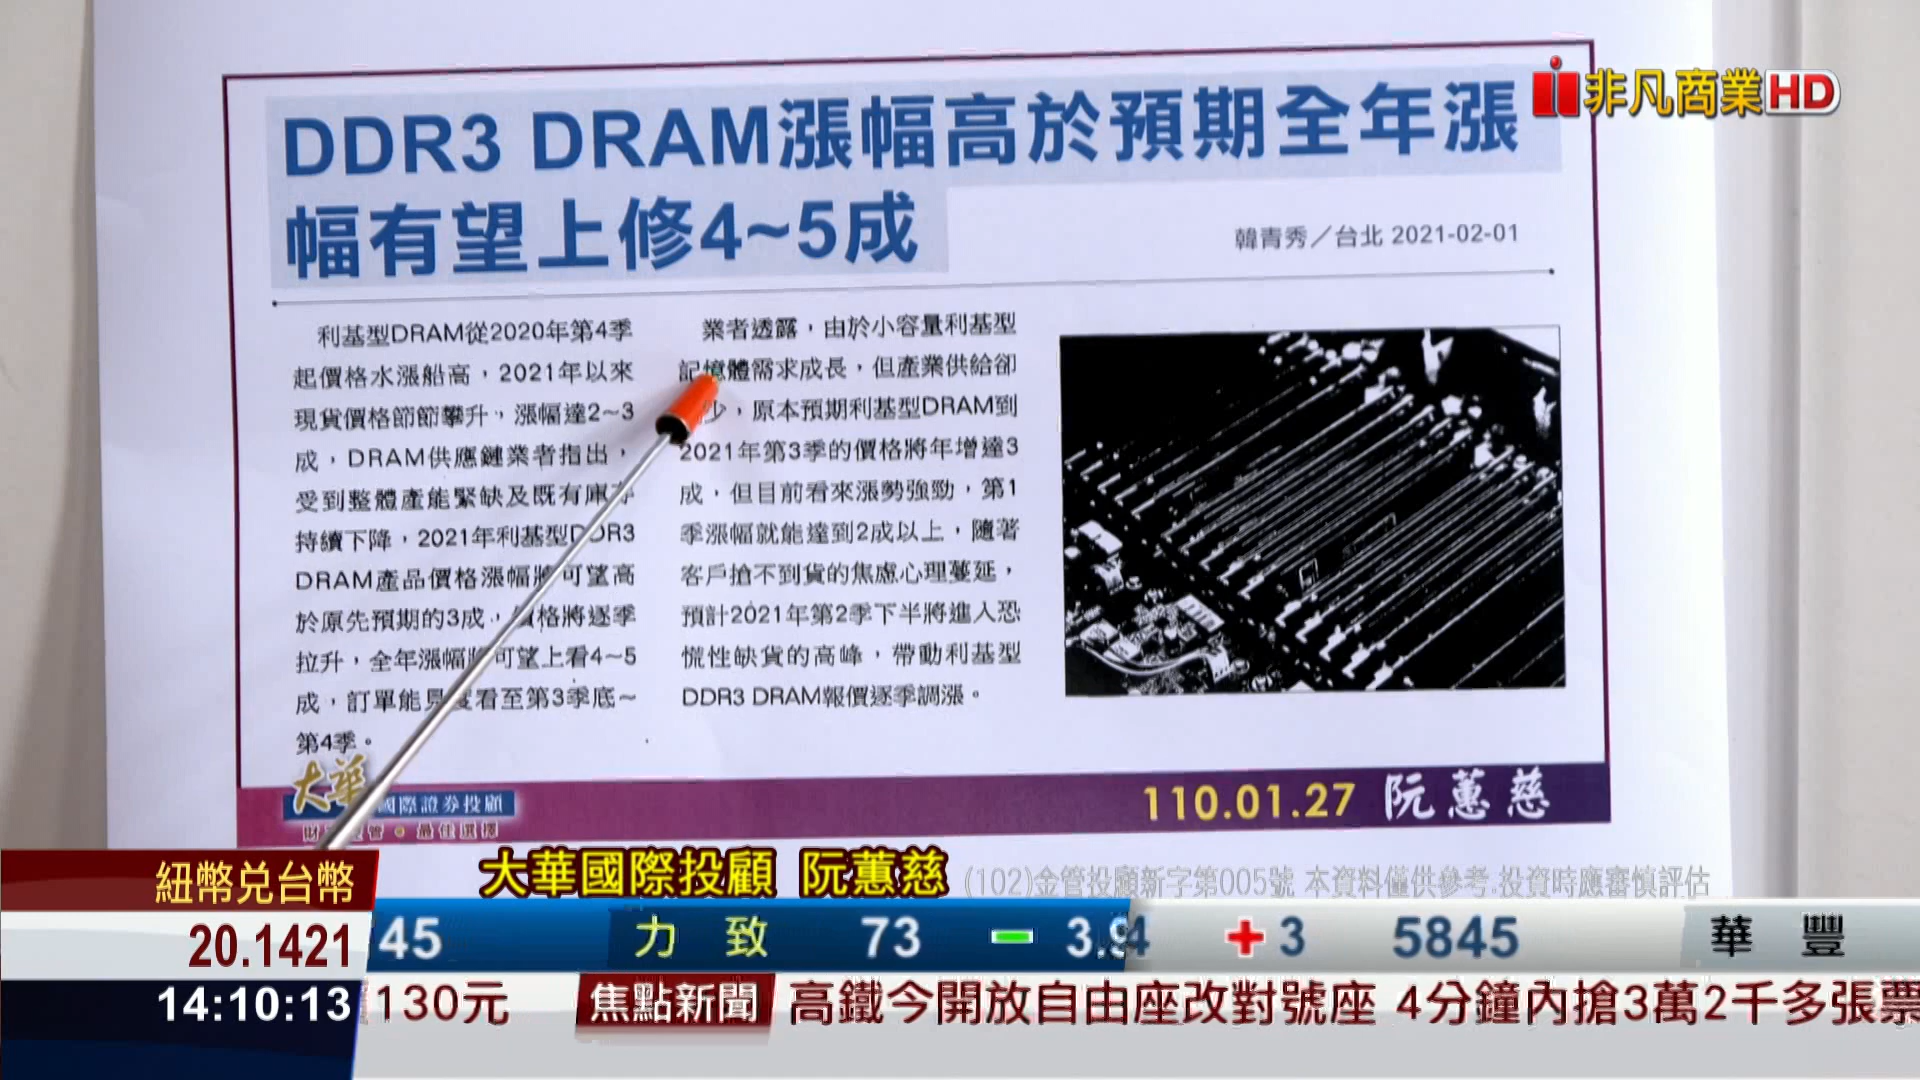 非凡商業HD
DDR3 DRAM漲幅高於預期全年漲
幅有望上修4~5成
韓青秀／台北 2021-02-01
利基型DRAM從2020年第4季
起價格水漲船高，2021年以來
現貨價格節節攀升，漲幅達2~3
成，DRAM供應鏈業者指出，
受到整體產能緊缺及既有庫存
持續下降，2021年利基型DDR3
DRAM產品價格漲幅將可望高
於原先預期的3成，價格將逐季
拉升，全年漲幅將可望上看4~5
成，訂單能見度看至第3季底~
第4季。
業者透露，由於小容量利基型
記憶體需求成長，但產業供給卻
少，原本預期利基型DRAM到
2021年第3季的價格將年增達3
成，但目前看來漲勢強勁，第1
季漲幅就能達到2成以上，隨著
客戶搶不到貨的焦慮心理蔓延，
預計2021年第2季下半將進入恐
慌性缺貨的高峰，帶動利基型
DDR3 DRAM報價逐季調漲。
大華國際證券投顧
最佳選擇
110.01.27 阮蕙慈
大華國際投顧 阮蕙慈
(102)金管投顧新字第005號 本資料僅供參考.投資時應審慎評估
紐幣兌台幣
20.1421
45 力致 73 3.94 3 5845 華豐
14:10:13
130元 焦點新聞 高鐵今開放自由座改對號座 4分鐘內搶3萬2千多張票